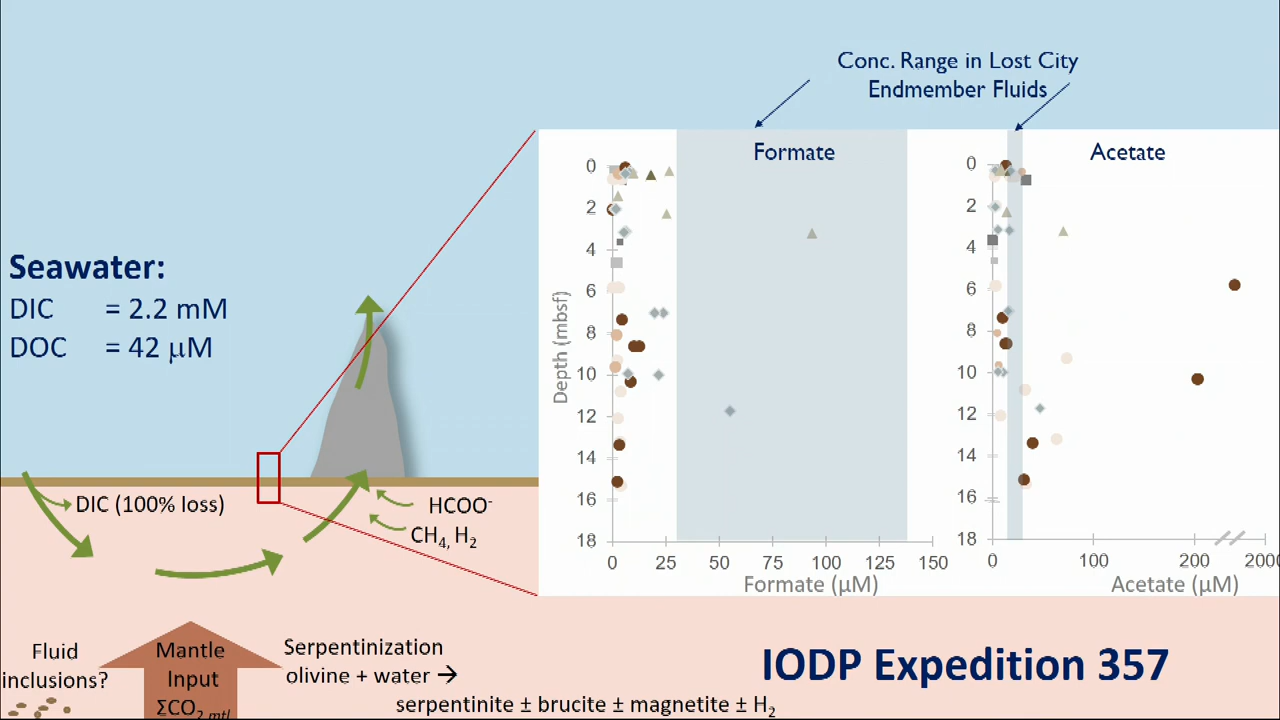 Conc. Range in Lost City
Endmember Fluids
Formate
Acetate
Seawater:
DIC = 2.2 mM
DOC = 42 µM
Depth (mbsf)
0
2
4
6
8
10
12
14
16
18
0 25 50 75 100 125 150
Formate (µM)
0
2
4
6
8
10
12
14
16
18
0 100 200 2000
Acetate (µM)
DIC (100% loss)
HCOO⁻
CH₄, H₂
Fluid
inclusions?
Mantle
Input
ΣCO₂ mtl
Serpentinization
olivine + water →
serpentinite ± brucite ± magnetite ± H₂
IODP Expedition 357